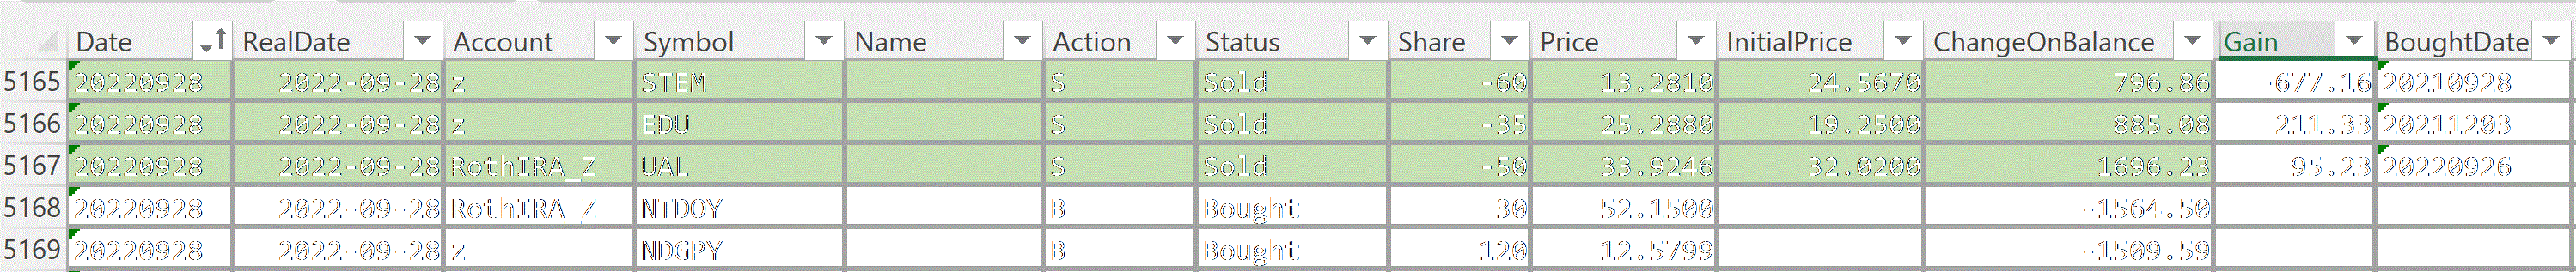 Date RealDate Account Symbol Name Action Status Share Price InitialPrice ChangeOnBalance Gain BoughtDate
5165 20220928 2022-09-28 z STEM S Sold -60 13.2810 24.5670 796.86 -677.16 20210928
5166 20220928 2022-09-28 z EDU S Sold -35 25.2880 19.2500 885.08 211.33 20211203
5167 20220928 2022-09-28 RothIRA_Z UAL S Sold -50 33.9246 32.0200 1696.23 95.23 20220926
5168 20220928 2022-09-28 RothIRA_Z NTDOY B Bought 30 52.1500 -1564.50
5169 20220928 2022-09-28 z NDGPY B Bought 120 12.5799 -1509.59